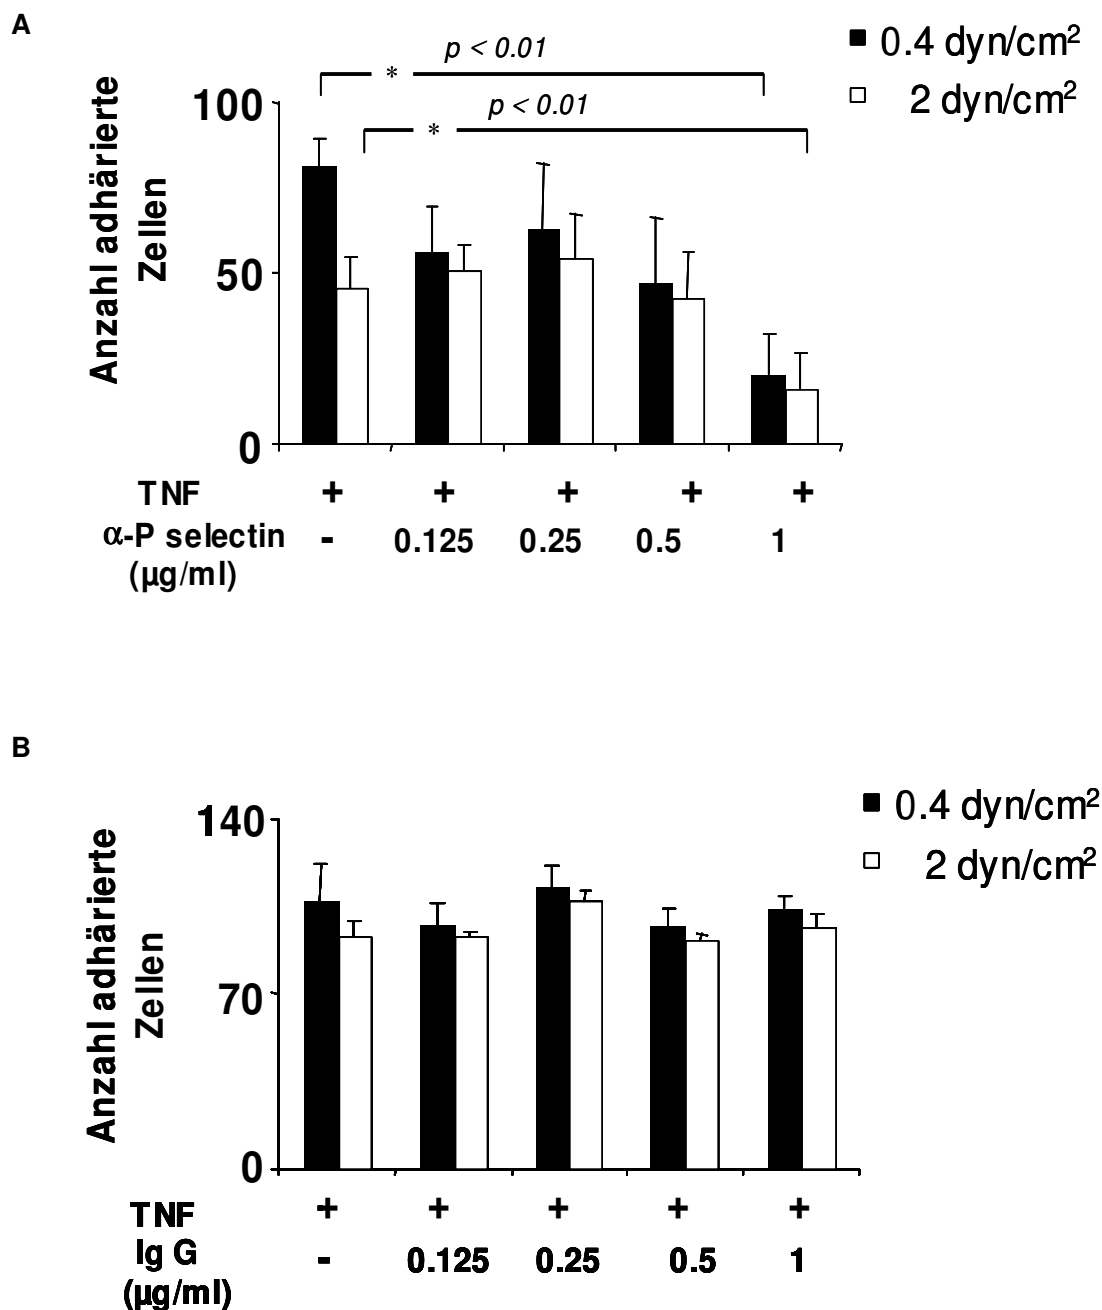 A
p < 0.01
*
0.4 dyn/cm²
2 dyn/cm²
p < 0.01
*
100
50
0
Anzahl adhärierte
Zellen
TNF + + + + +
α-P selectin - 0.125 0.25 0.5 1
(µg/ml)
B
0.4 dyn/cm²
2 dyn/cm²
140
70
0
Anzahl adhärierte
Zellen
TNF + + + + +
Ig G - 0.125 0.25 0.5 1
(µg/ml)